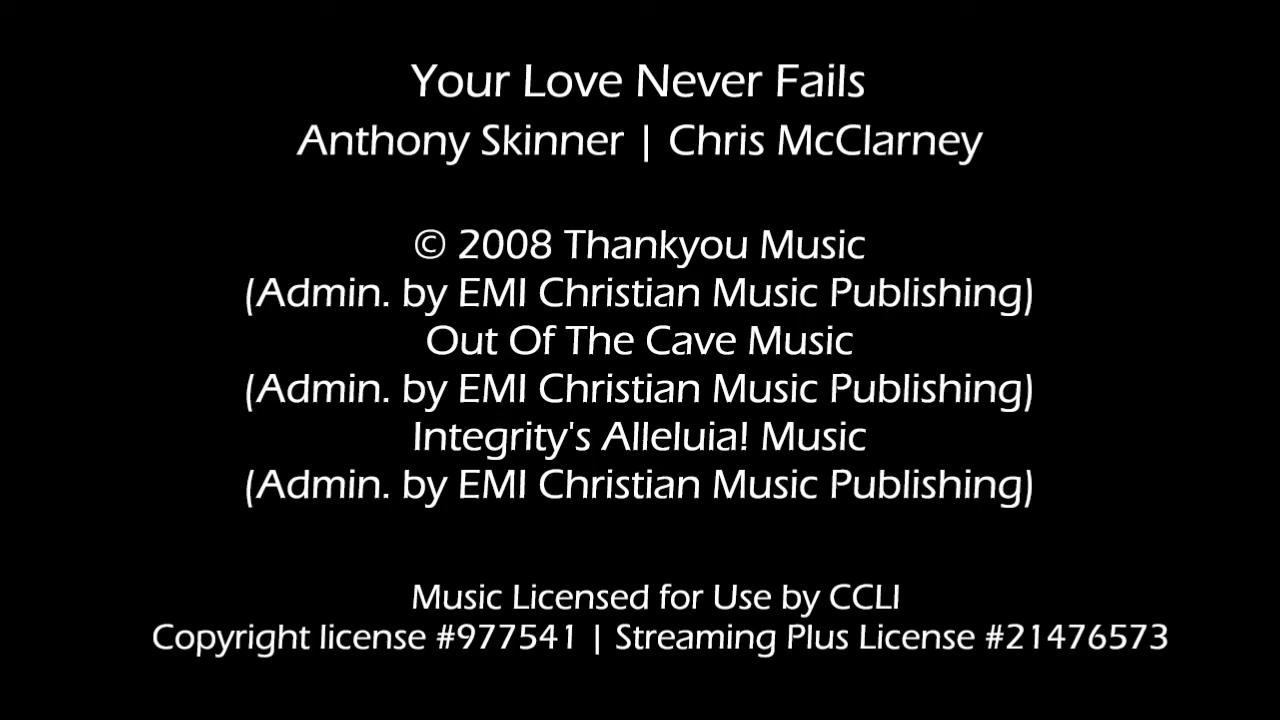 Your Love Never Fails
Anthony Skinner | Chris McClarney
© 2008 Thankyou Music
(Admin. by EMI Christian Music Publishing)
Out Of The Cave Music
(Admin. by EMI Christian Music Publishing)
Integrity's Alleluia! Music
(Admin. by EMI Christian Music Publishing)
Music Licensed for Use by CCLI
Copyright license #977541 | Streaming Plus License #21476573